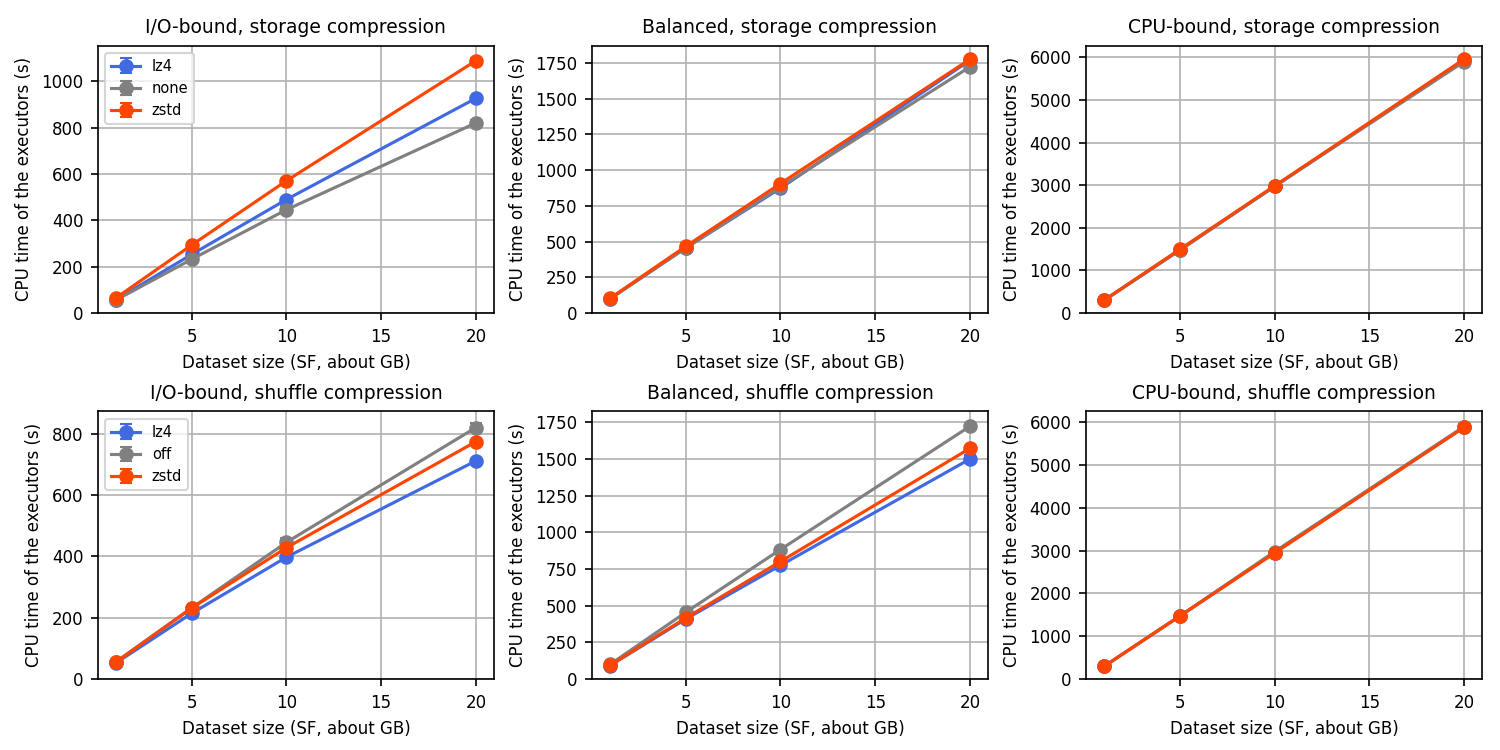 I/O-bound, storage compression
CPU time of the executors (s)
1000
800
600
400
200
0
lz4
none
zstd
5
10
15
20
Dataset size (SF, about GB)
Balanced, storage compression
CPU time of the executors (s)
1750
1500
1250
1000
750
500
250
0
5
10
15
20
Dataset size (SF, about GB)
CPU-bound, storage compression
CPU time of the executors (s)
6000
5000
4000
3000
2000
1000
0
5
10
15
20
Dataset size (SF, about GB)
I/O-bound, shuffle compression
CPU time of the executors (s)
800
600
400
200
0
lz4
off
zstd
5
10
15
20
Dataset size (SF, about GB)
Balanced, shuffle compression
CPU time of the executors (s)
1750
1500
1250
1000
750
500
250
0
5
10
15
20
Dataset size (SF, about GB)
CPU-bound, shuffle compression
CPU time of the executors (s)
6000
5000
4000
3000
2000
1000
0
5
10
15
20
Dataset size (SF, about GB)